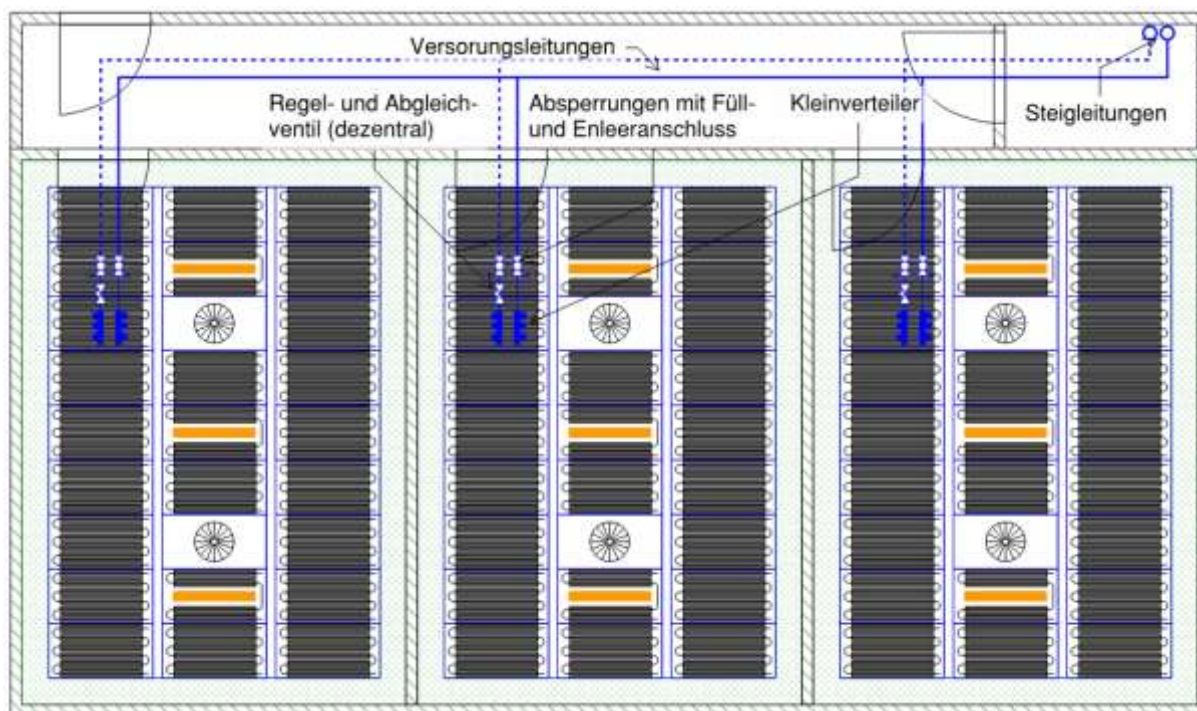 Versorungsleitungen
Regel- und Abgleich-
ventil (dezentral)
Absperrungen mit Füll-
und Enleeranschluss
Kleinverteiler
Steigleitungen